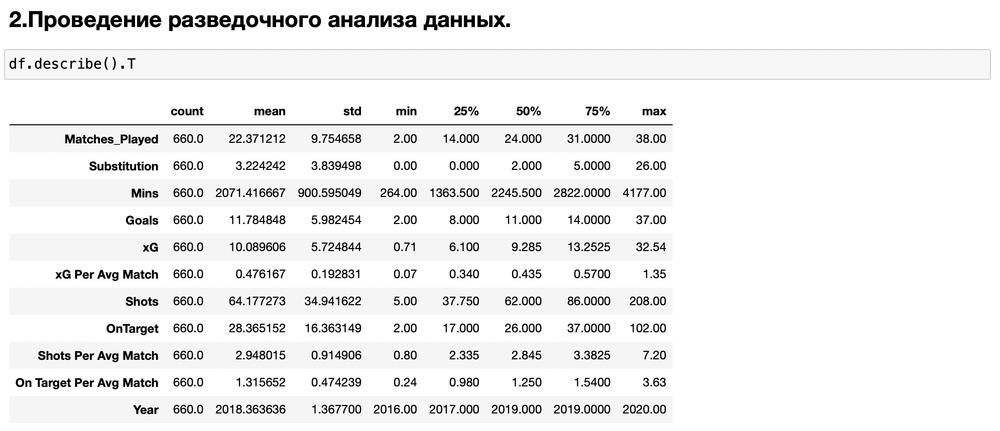 2.Проведение разведочного анализа данных.
df.describe().T
count mean std min 25% 50% 75% max
Matches_Played 660.0 22.371212 9.754658 2.00 14.000 24.000 31.0000 38.00
Substitution 660.0 3.224242 3.839498 0.00 0.000 2.000 5.0000 26.00
Mins 660.0 2071.416667 900.595049 264.00 1363.500 2245.500 2822.0000 4177.00
Goals 660.0 11.784848 5.982454 2.00 8.000 11.000 14.0000 37.00
xG 660.0 10.089606 5.724844 0.71 6.100 9.285 13.2525 32.54
xG Per Avg Match 660.0 0.476167 0.192831 0.07 0.340 0.435 0.5700 1.35
Shots 660.0 64.177273 34.941622 5.00 37.750 62.000 86.0000 208.00
OnTarget 660.0 28.365152 16.363149 2.00 17.000 26.000 37.0000 102.00
Shots Per Avg Match 660.0 2.948015 0.914906 0.80 2.335 2.845 3.3825 7.20
On Target Per Avg Match 660.0 1.315652 0.474239 0.24 0.980 1.250 1.5400 3.63
Year 660.0 2018.363636 1.367700 2016.00 2017.000 2019.000 2019.0000 2020.00